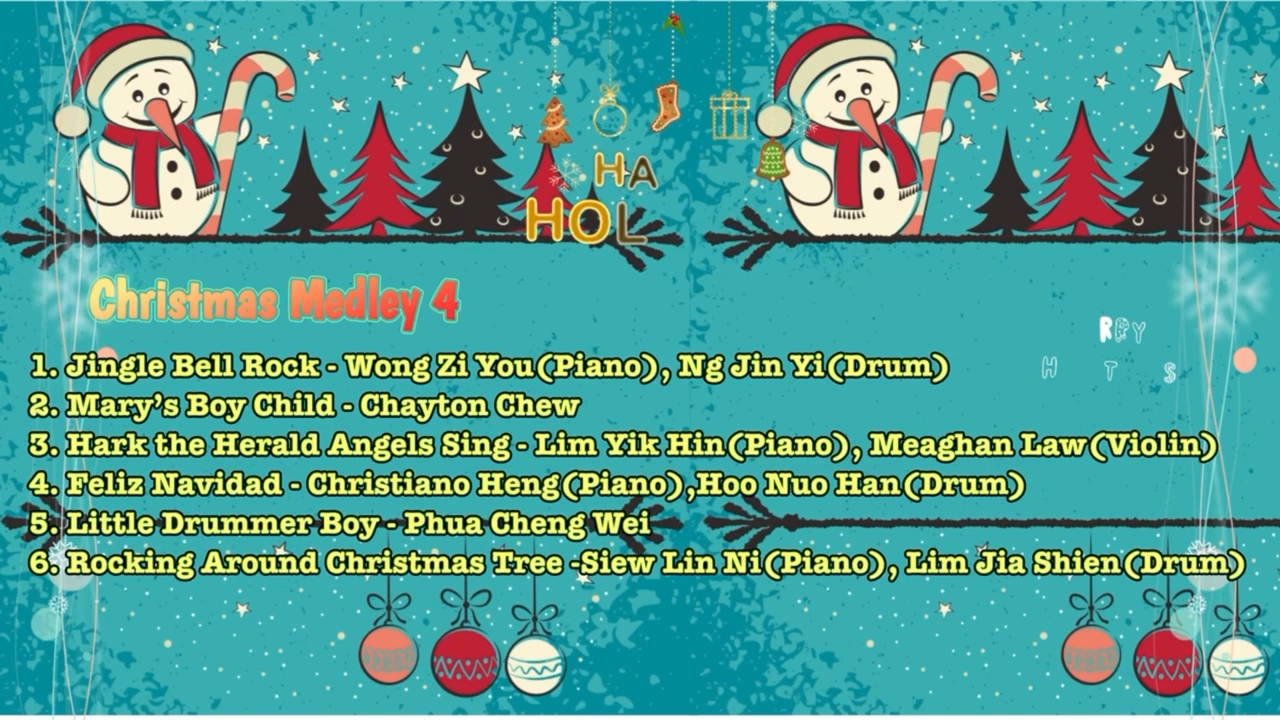 HA
HOL
Christmas Medley 4
RPY
H T S
1. Jingle Bell Rock - Wong Zi You(Piano), Ng Jin Yi(Drum)
2. Mary's Boy Child - Chayton Chew
3. Hark the Herald Angels Sing - Lim Yik Hin(Piano), Meaghan Law(Violin)
4. Feliz Navidad - Christiano Heng(Piano),Hoo Nuo Han(Drum)
5. Little Drummer Boy - Phua Cheng Wei
6. Rocking Around Christmas Tree -Siew Lin Ni(Piano), Lim Jia Shien(Drum)